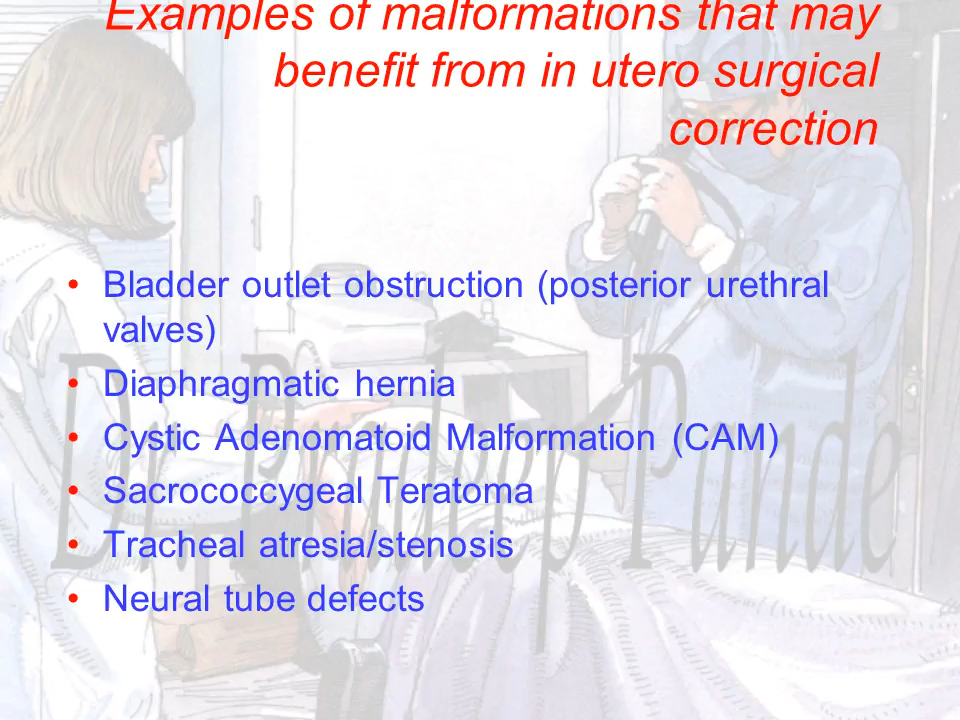 Examples of malformations that may
benefit from in utero surgical
correction
• Bladder outlet obstruction (posterior urethral
valves)
• Diaphragmatic hernia
• Cystic Adenomatoid Malformation (CAM)
• Sacrococcygeal Teratoma
• Tracheal atresia/stenosis
• Neural tube defects
Dr. Pradeep Pande